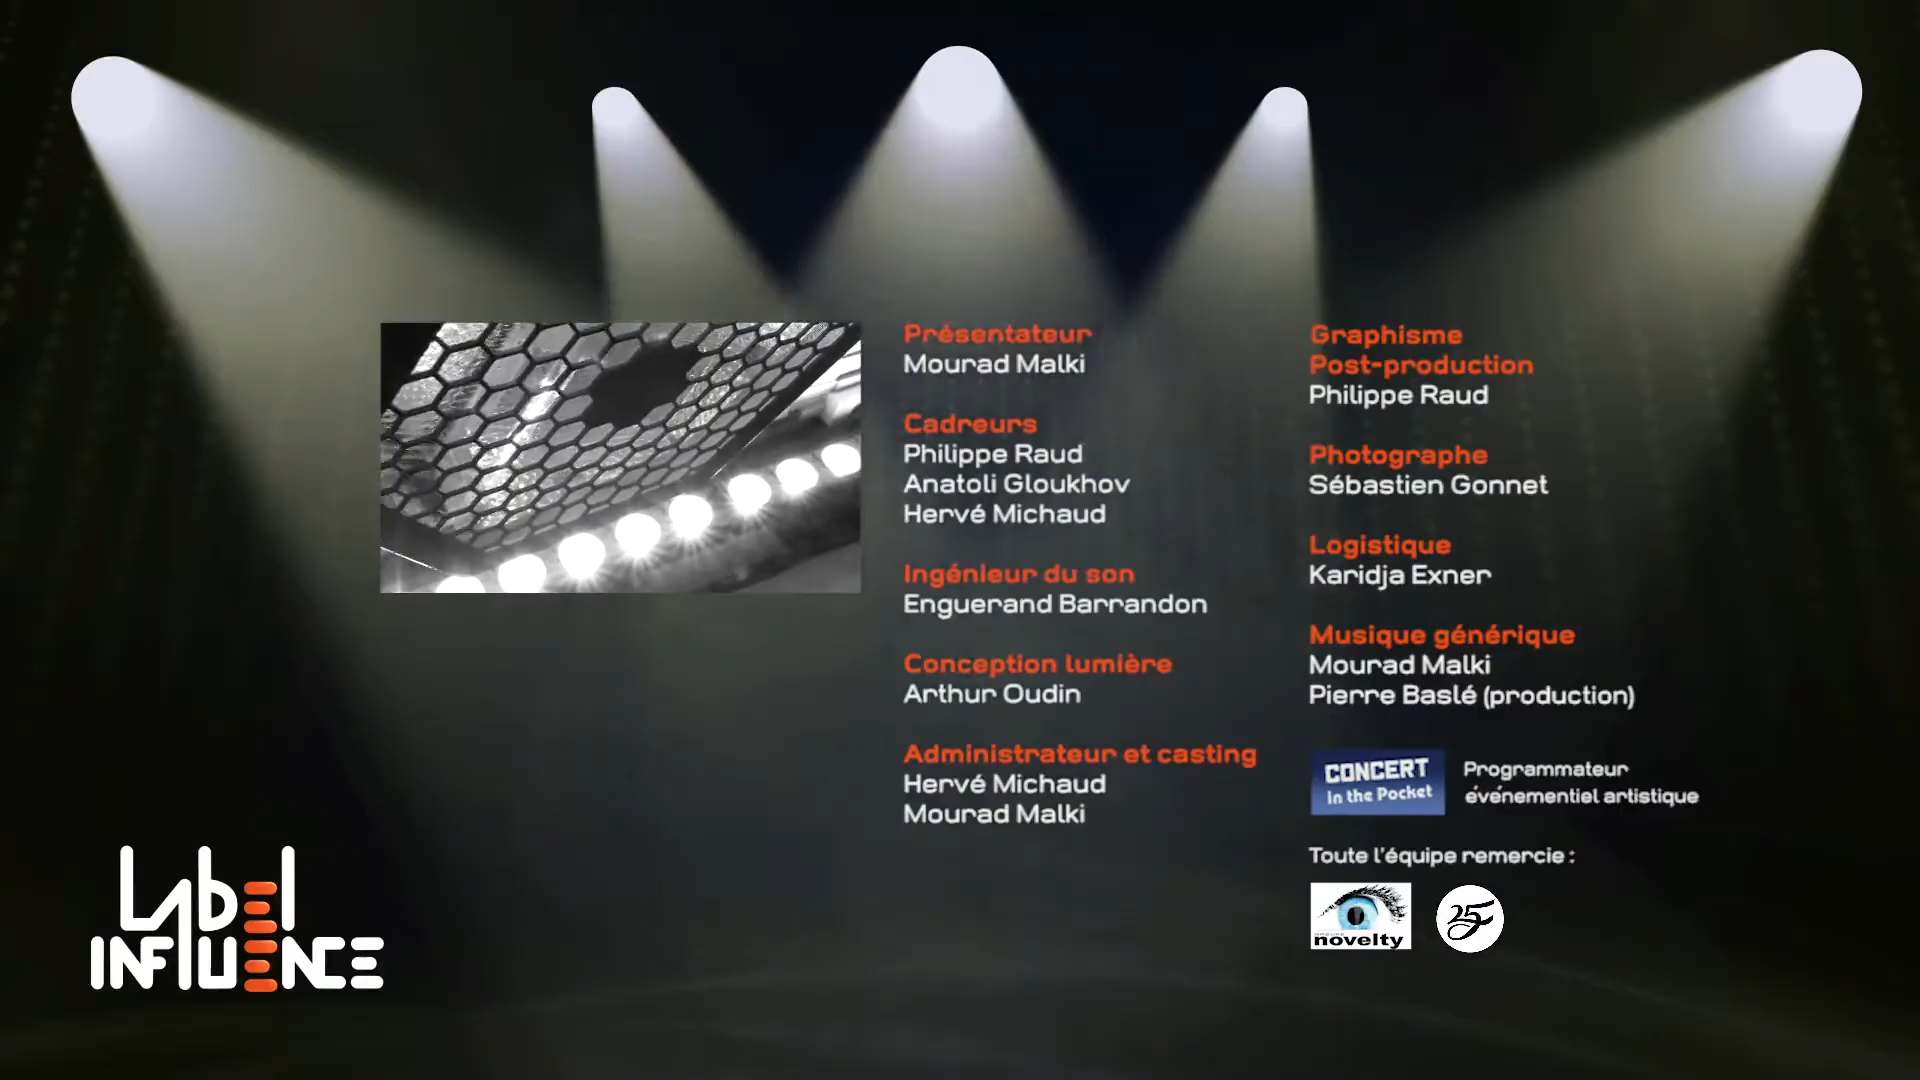 Présentateur
Mourad Malki
Cadreurs
Philippe Raud
Anatoli Gloukhov
Hervé Michaud
Ingénieur du son
Enguerand Barrandon
Conception lumière
Arthur Oudin
Administrateur et casting
Hervé Michaud
Mourad Malki
Graphisme
Post-production
Philippe Raud
Photographe
Sébastien Gonnet
Logistique
Karidja Exner
Musique générique
Mourad Malki
Pierre Baslé (production)
CONCERT
in the Pocket
Programmateur
événementiel artistique
Toute l'équipe remercie :
novelty
LAbEl
INFlUENCE